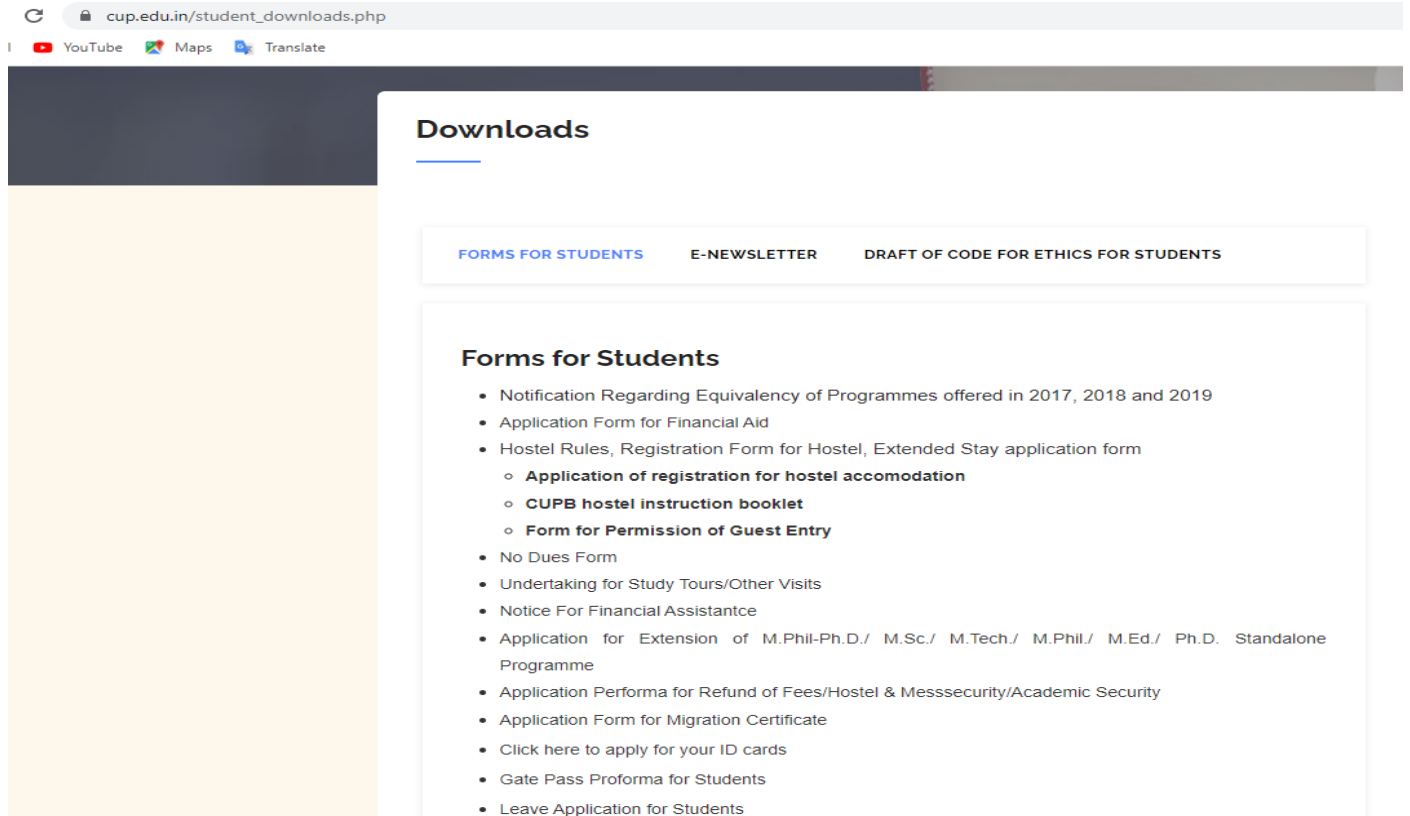 cup.edu.in/student_downloads.php
YouTube Maps Translate
Downloads
FORMS FOR STUDENTS E-NEWSLETTER DRAFT OF CODE FOR ETHICS FOR STUDENTS
Forms for Students
• Notification Regarding Equivalency of Programmes offered in 2017, 2018 and 2019
• Application Form for Financial Aid
• Hostel Rules, Registration Form for Hostel, Extended Stay application form
○ Application of registration for hostel accomodation
○ CUPB hostel instruction booklet
○ Form for Permission of Guest Entry
• No Dues Form
• Undertaking for Study Tours/Other Visits
• Notice For Financial Assistantce
• Application for Extension of M.Phil-Ph.D./ M.Sc./ M.Tech./ M.Phil./ M.Ed./ Ph.D. Standalone
Programme
• Application Performa for Refund of Fees/Hostel & Messsecurity/Academic Security
• Application Form for Migration Certificate
• Click here to apply for your ID cards
• Gate Pass Proforma for Students
• Leave Application for Students